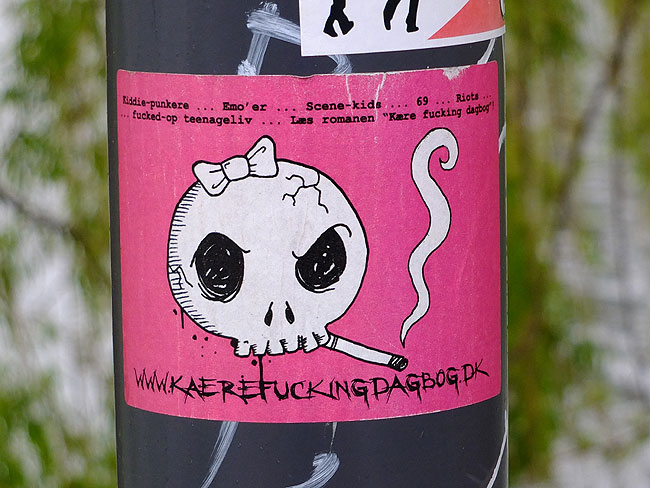 Kiddie-punkere ... Emo'er ... Scene-kids ... 69 ... Riots ...
... fucked-op teenageliv ... Læs romanen "Kære fucking dagbog"!
WWW.KAEREFUCKINGDAGBOG.DK